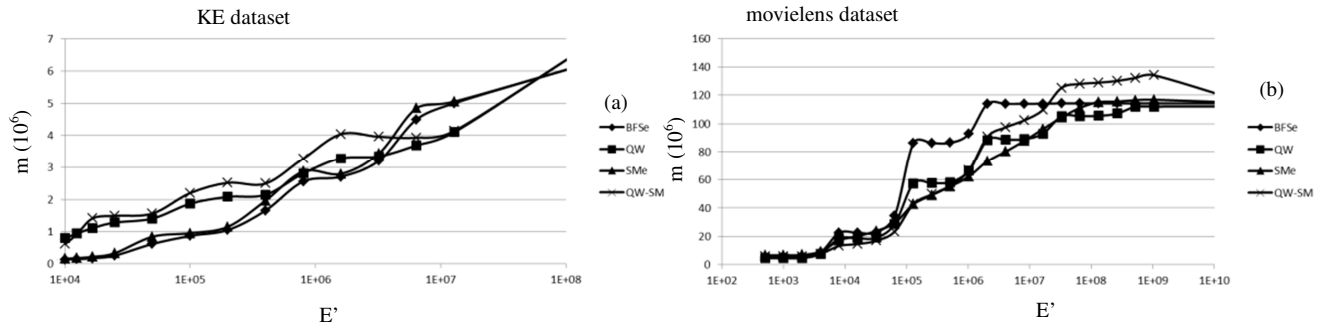 KE dataset
7
6
5
4
3
2
1
0
m (10⁶)
1E+04
1E+05
1E+06
1E+07
1E+08
E’
(a)
BFSe
QW
SMe
QW-SM
movielens dataset
160
140
120
100
80
60
40
20
0
m (10⁶)
1E+02
1E+03
1E+04
1E+05
1E+06
1E+07
1E+08
1E+09
1E+10
E’
(b)
BFSe
QW
SMe
QW-SM